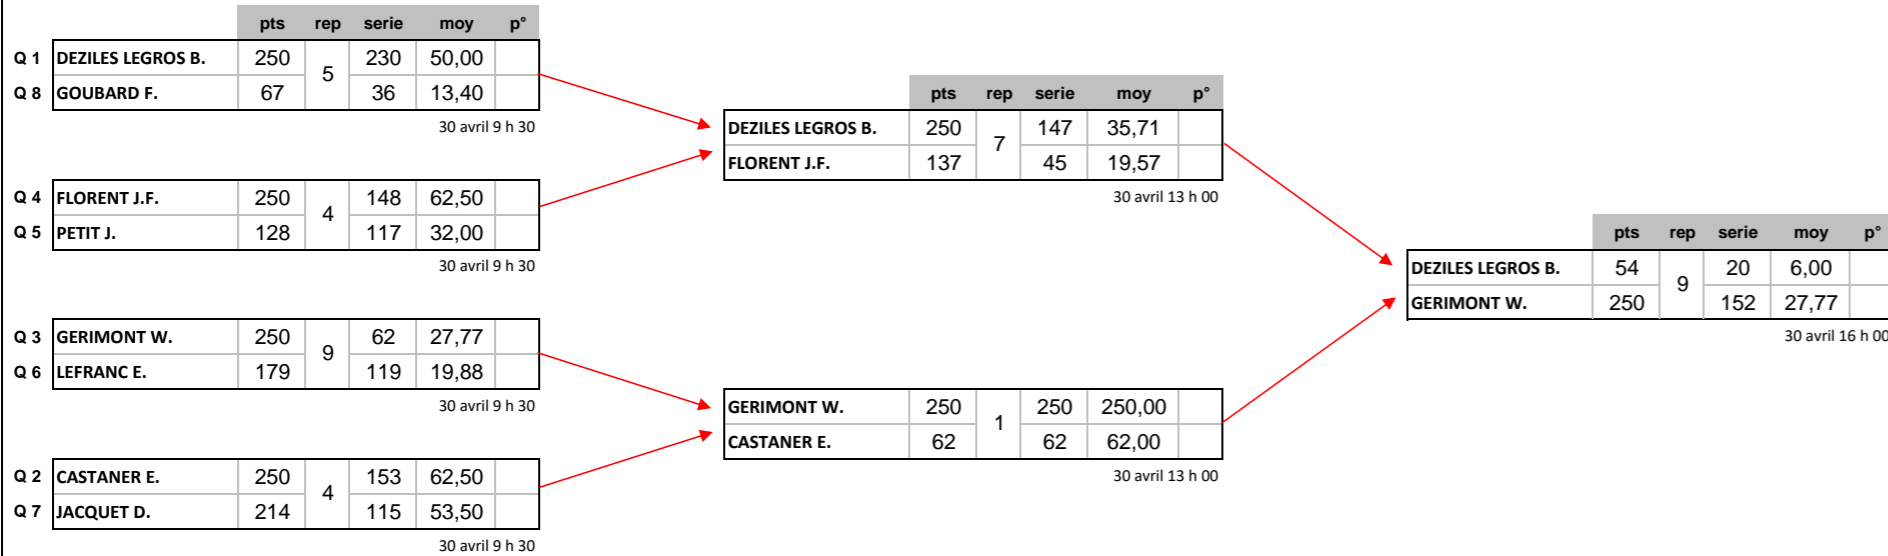 pts rep serie moy p°
Q 1 DEZILES LEGROS B. 250 5 230 50,00
Q 8 GOUBARD F. 67 36 13,40
30 avril 9 h 30
Q 4 FLORENT J.F. 250 4 148 62,50
Q 5 PETIT J. 128 117 32,00
30 avril 9 h 30
Q 3 GERIMONT W. 250 9 62 27,77
Q 6 LEFRANC E. 179 119 19,88
30 avril 9 h 30
Q 2 CASTANER E. 250 4 153 62,50
Q 7 JACQUET D. 214 115 53,50
30 avril 9 h 30
pts rep serie moy p°
DEZILES LEGROS B. 250 7 147 35,71
FLORENT J.F. 137 45 19,57
30 avril 13 h 00
GERIMONT W. 250 1 250 250,00
CASTANER E. 62 62 62,00
30 avril 13 h 00
pts rep serie moy p°
DEZILES LEGROS B. 54 9 20 6,00
GERIMONT W. 250 152 27,77
30 avril 16 h 00